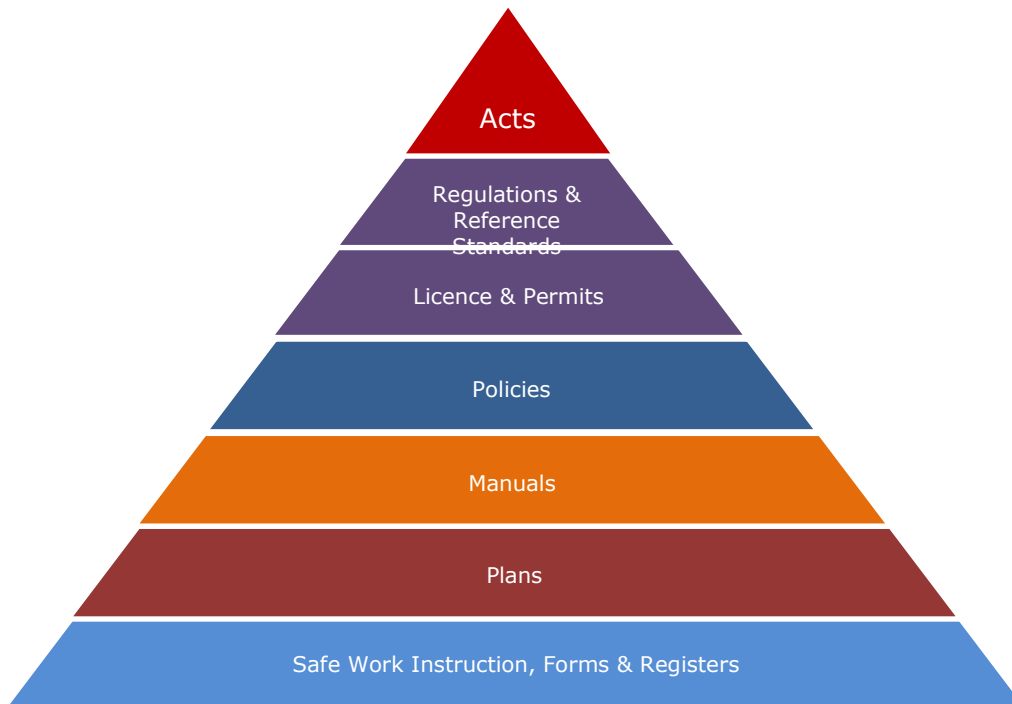 Acts
Regulations &
Reference
Standards
Licence & Permits
Policies
Manuals
Plans
Safe Work Instruction, Forms & Registers